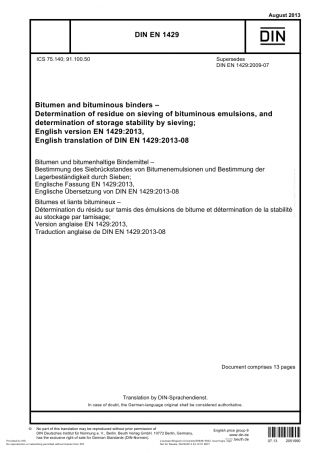 August 2013
DIN EN 1429
DIN
ICS 75.140; 91.100.50
Supersedes
DIN EN 1429:2009-07
Bitumen and bituminous binders –
Determination of residue on sieving of bituminous emulsions, and
determination of storage stability by sieving;
English version EN 1429:2013,
English translation of DIN EN 1429:2013-08
Bitumen und bitumenhaltige Bindemittel –
Bestimmung des Siebrückstandes von Bitumenemulsionen und Bestimmung der
Lagerbeständigkeit durch Sieben;
Englische Fassung EN 1429:2013,
Englische Übersetzung von DIN EN 1429:2013-08
Bitumes et liants bitumineux –
Détermination du résidu sur tamis des émulsions de bitume et détermination de la stabilité
au stockage par tamisage;
Version anglaise EN 1429:2013,
Traduction anglaise de DIN EN 1429:2013-08
Document comprises 13 pages
Translation by DIN-Sprachendienst.
In case of doubt, the German-language original shall be considered authoritative.
© No part of this translation may be reproduced without prior permission of
DIN Deutsches Institut für Normung e. V., Berlin. Beuth Verlag GmbH, 10772 Berlin, Germany,
has the exclusive right of sale for German Standards (DIN-Normen).
English price group 9
www.din.de
www.beuth.de